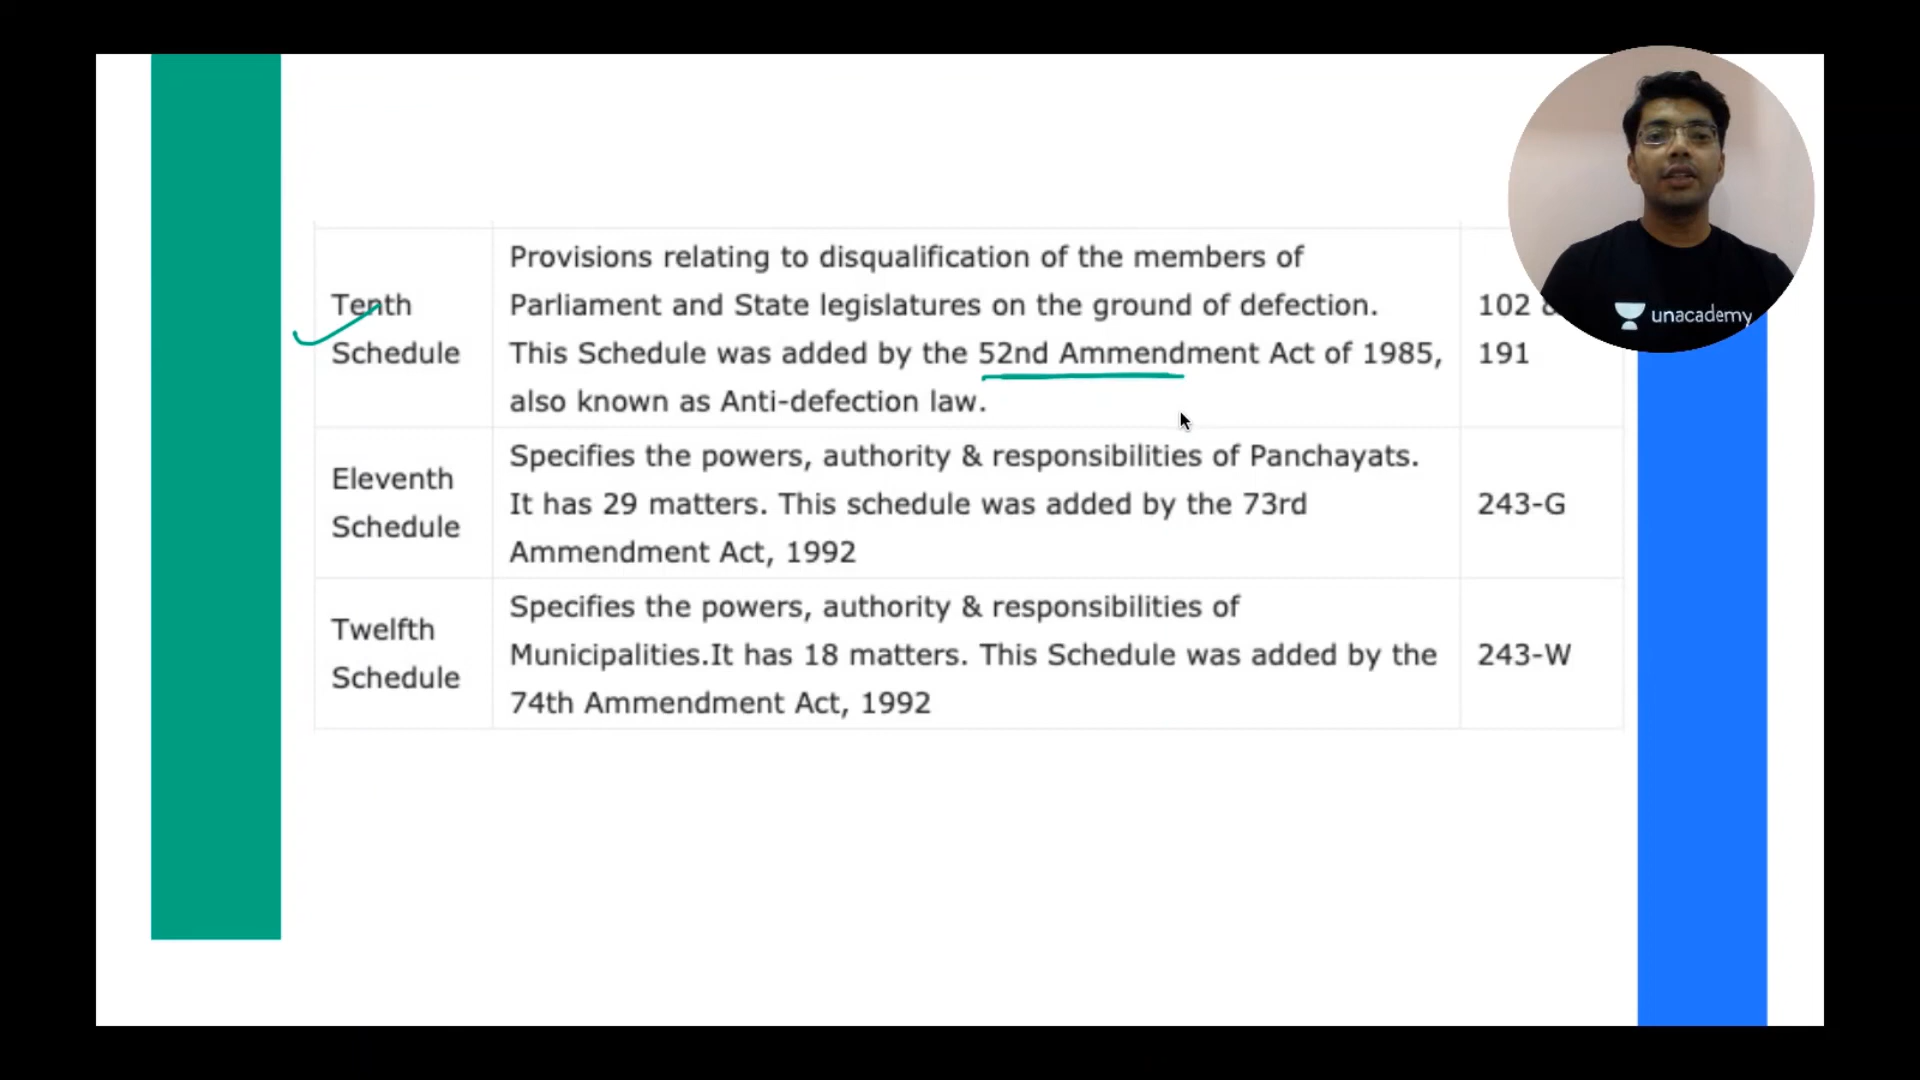 Provisions relating to disqualification of the members of
Tenth Parliament and State legislatures on the ground of defection. 102
Schedule This Schedule was added by the 52nd Ammendment Act of 1985, 191
also known as Anti-defection law.
Specifies the powers, authority & responsibilities of Panchayats.
Eleventh
It has 29 matters. This schedule was added by the 73rd 243-G
Schedule
Ammendment Act, 1992
Specifies the powers, authority & responsibilities of
Twelfth
Municipalities.It has 18 matters. This Schedule was added by the 243-W
Schedule
74th Ammendment Act, 1992
unacademy